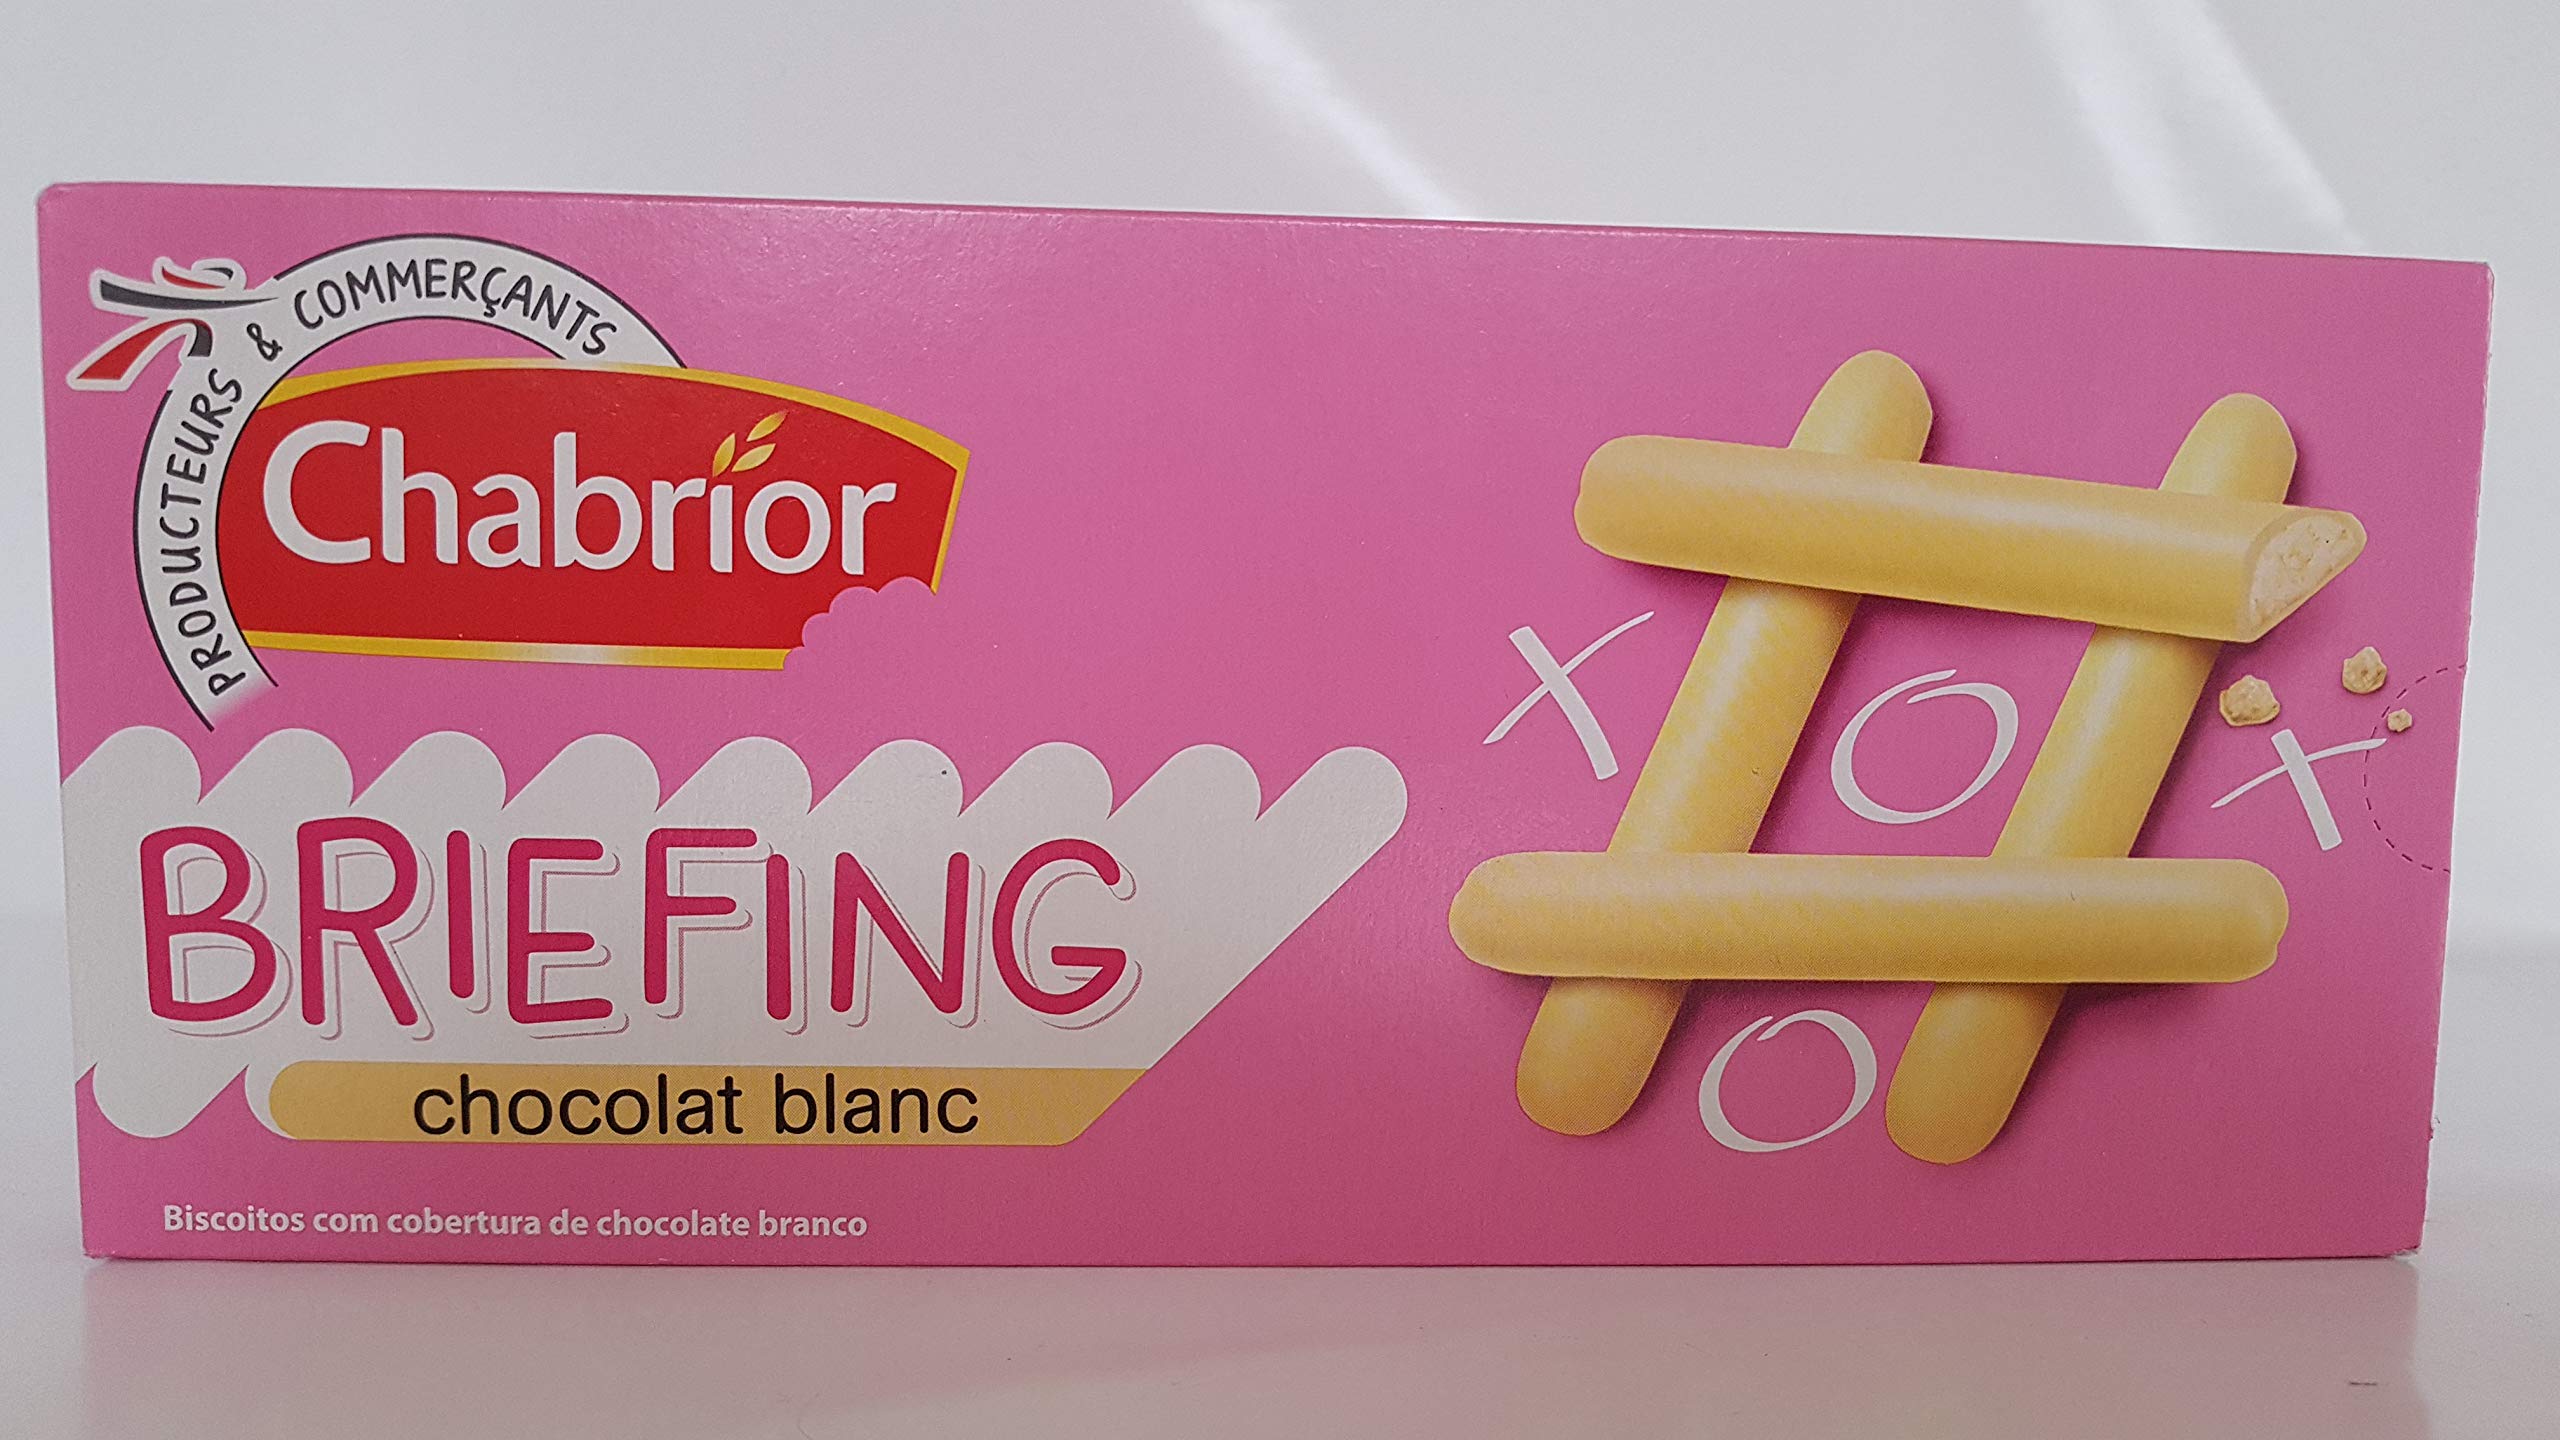 PRODUCTEURS & COMMERÇANTS
Chabrior
BRIEFING
chocolat blanc
Biscoitos com cobertura de chocolate branco
X O X
O